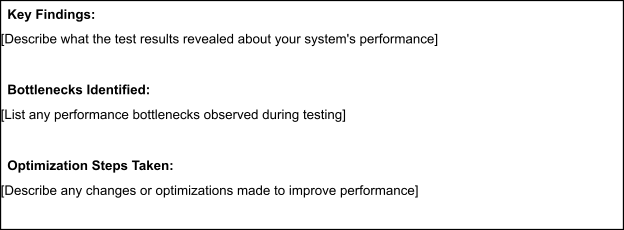 Key Findings:
[Describe what the test results revealed about your system's performance]
Bottlenecks Identified:
[List any performance bottlenecks observed during testing]
Optimization Steps Taken:
[Describe any changes or optimizations made to improve performance]